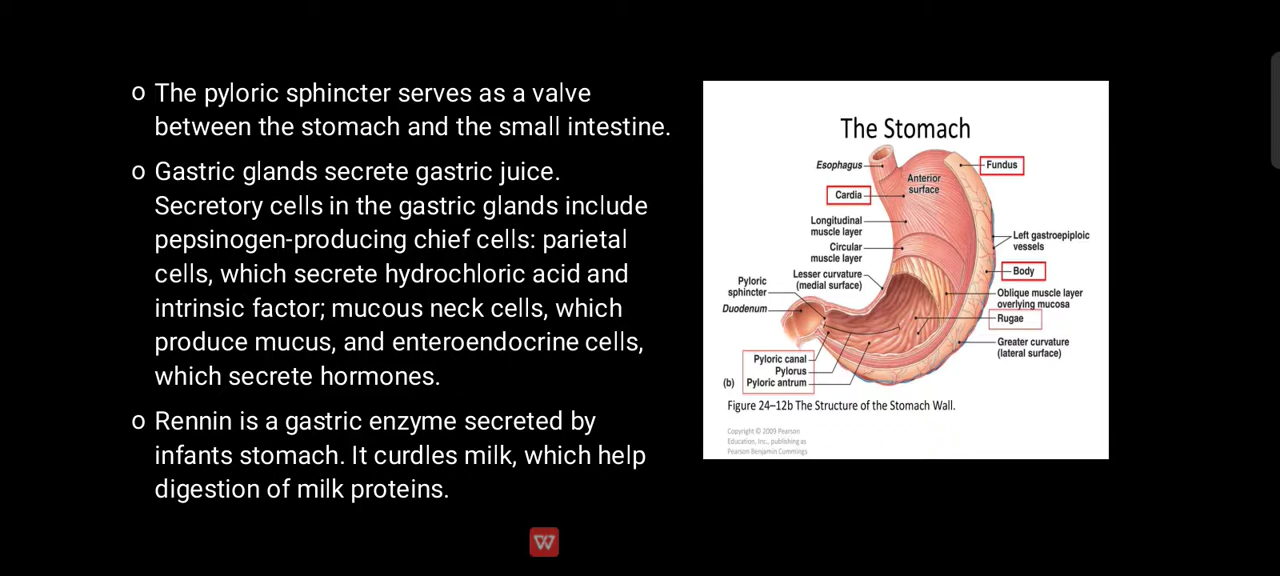 o The pyloric sphincter serves as a valve
between the stomach and the small intestine.
o Gastric glands secrete gastric juice.
Secretory cells in the gastric glands include
pepsinogen-producing chief cells: parietal
cells, which secrete hydrochloric acid and
intrinsic factor; mucous neck cells, which
produce mucus, and enteroendocrine cells,
which secrete hormones.
o Rennin is a gastric enzyme secreted by
infants stomach. It curdles milk, which help
digestion of milk proteins.
The Stomach
Esophagus
Fundus
Anterior
surface
Cardia
Longitudinal
muscle layer
Left gastroepiploic
vessels
Circular
muscle layer
Body
Lesser curvature
(medial surface)
Pyloric
sphincter
Oblique muscle layer
overlying mucosa
Duodenum
Rugae
Greater curvature
(lateral surface)
Pyloric canal
Pylorus
(b) Pyloric antrum
Figure 24–12b The Structure of the Stomach Wall.
Copyright © 2009 Pearson
Education, Inc., publishing as
Pearson Benjamin Cummings
W